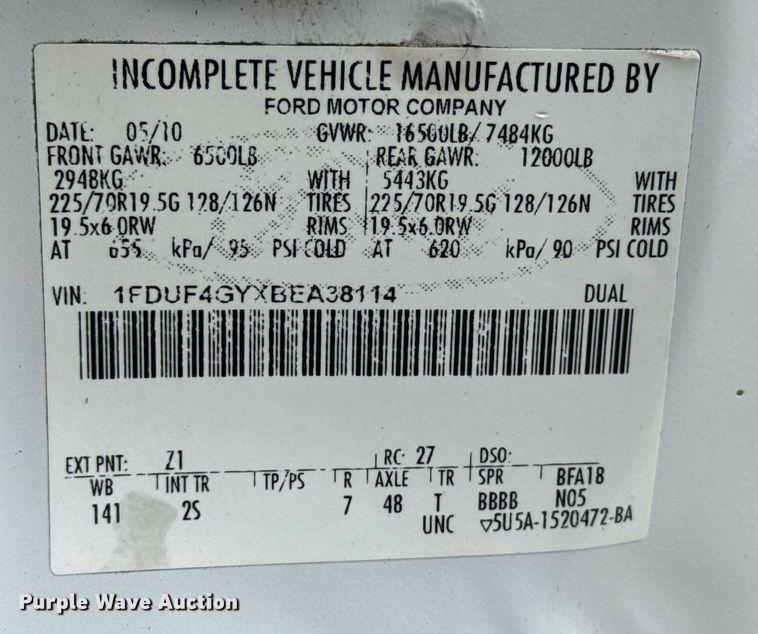 INCOMPLETE VEHICLE MANUFACTURED BY
FORD MOTOR COMPANY
DATE: 05/10 GVWR: 16500LB/ 7484KG
FRONT GAWR: 6500LB REAR GAWR: 12000LB
2948KG WITH 5443KG WITH
225/70R19.5G 128/126N TIRES 225/70R19.5G 128/126N TIRES
19.5x6.0RW RIMS 19.5x6.0RW RIMS
AT 655 kPa/ 95 PSI COLD AT 620 kPa/ 90 PSI COLD
VIN: 1FDUF4GYXBEA38114 DUAL
EXT PNT: Z1 RC: 27 DSO:
WB INT TR TP/PS R AXLE TR SPR BFA18
141 2S 7 48 T BBBB N05
UNC ▽5U5A-1520472-BA
Purple Wave Auction